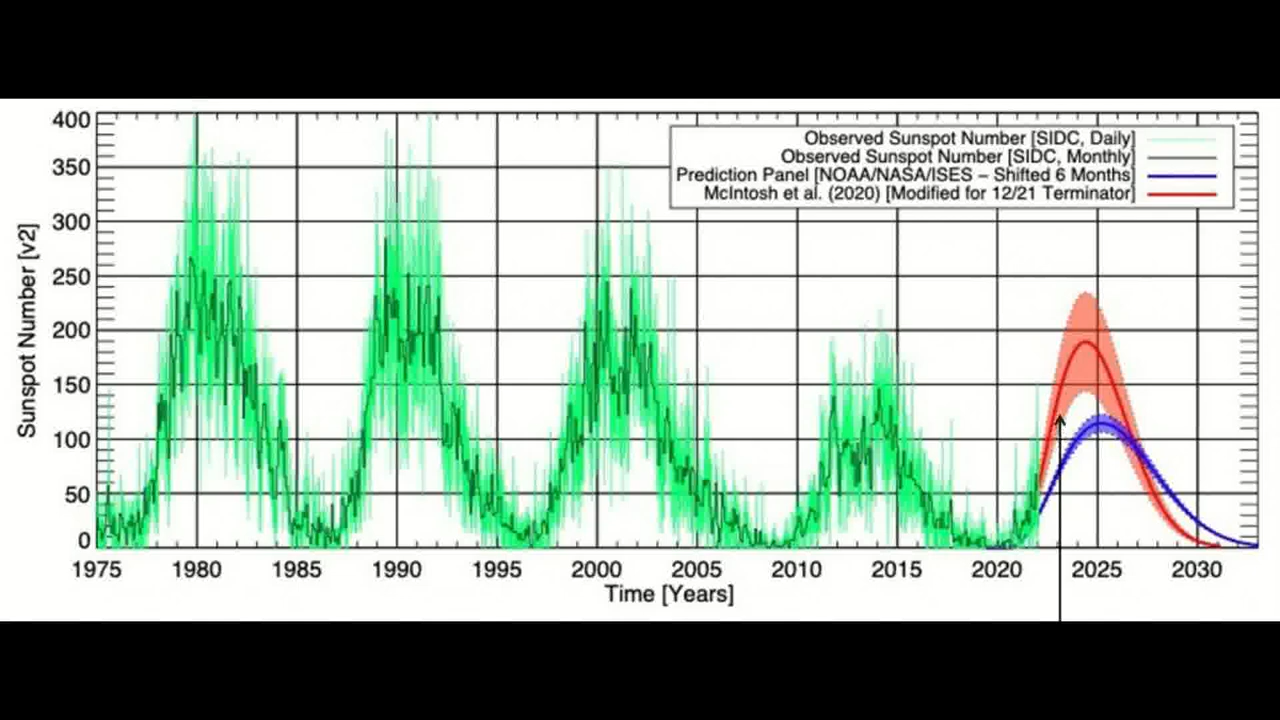 400
350
300
250
200
150
100
50
0
Sunspot Number [v2]
Observed Sunspot Number [SIDC, Daily]
Observed Sunspot Number [SIDC, Monthly]
Prediction Panel [NOAA/NASA/ISES – Shifted 6 Months]
McIntosh et al. (2020) [Modified for 12/21 Terminator]
1975 1980 1985 1990 1995 2000 2005 2010 2015 2020 2025 2030
Time [Years]